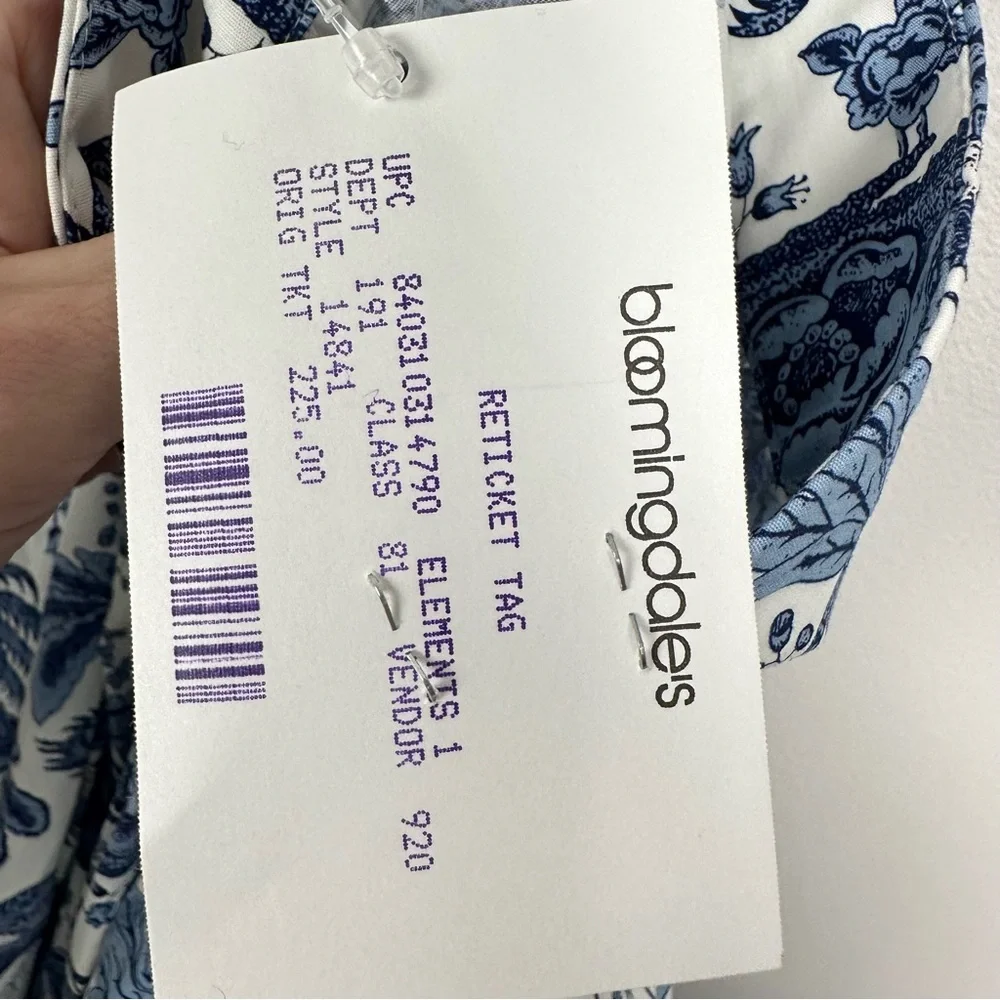 bloomingdale's
RETICKET TAG
UPC 840310314790 ELEMENTS 1
DEPT 191 CLASS 81 VENDOR 920
STYLE 14841
ORIG TKT 225.00